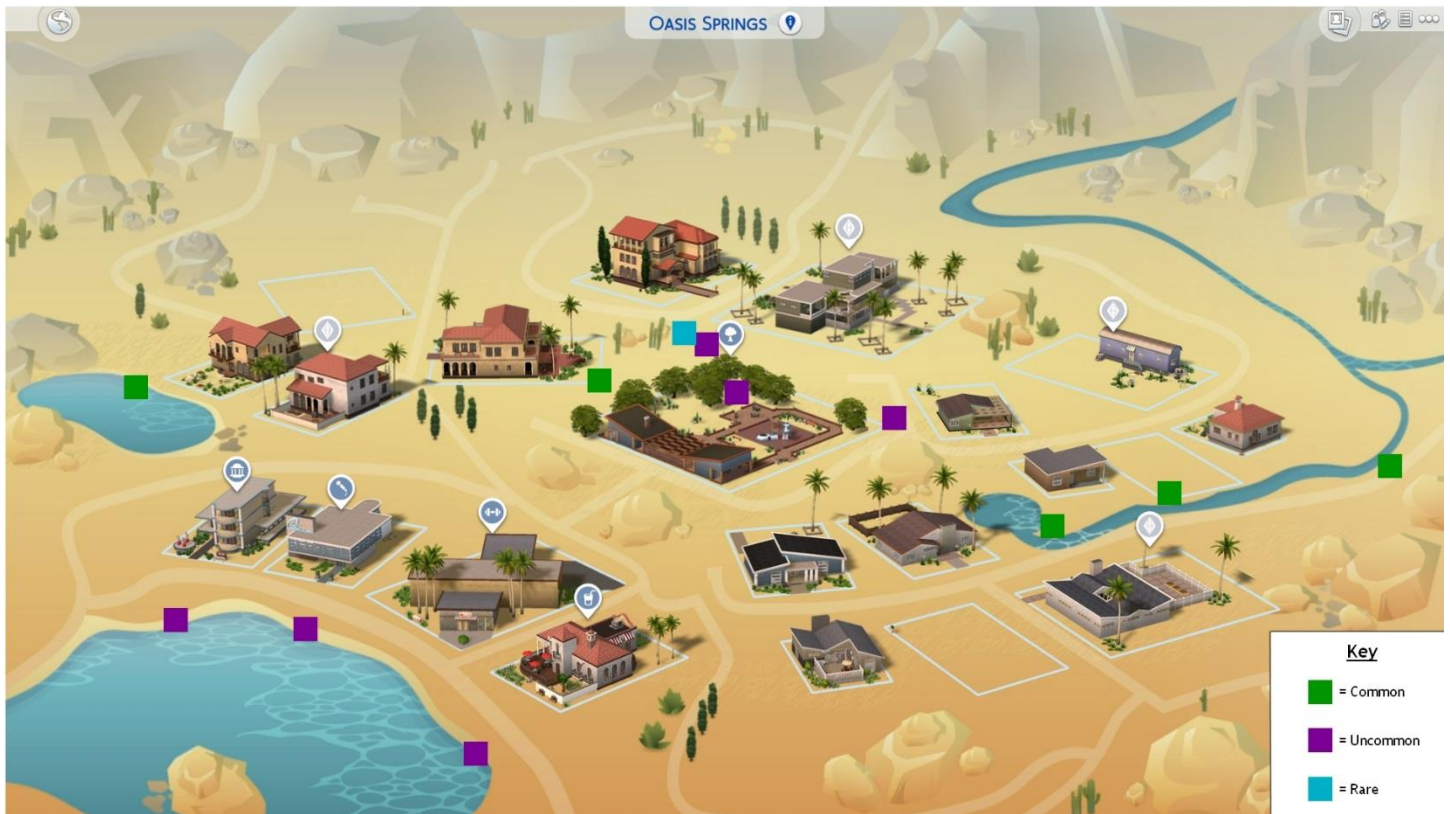 OASIS SPRINGS
Key
= Common
= Uncommon
= Rare